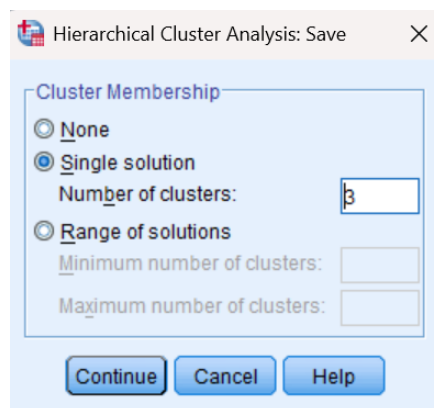 Hierarchical Cluster Analysis: Save
Cluster Membership
None
Single solution
Number of clusters: 3
Range of solutions
Minimum number of clusters:
Maximum number of clusters:
Continue Cancel Help